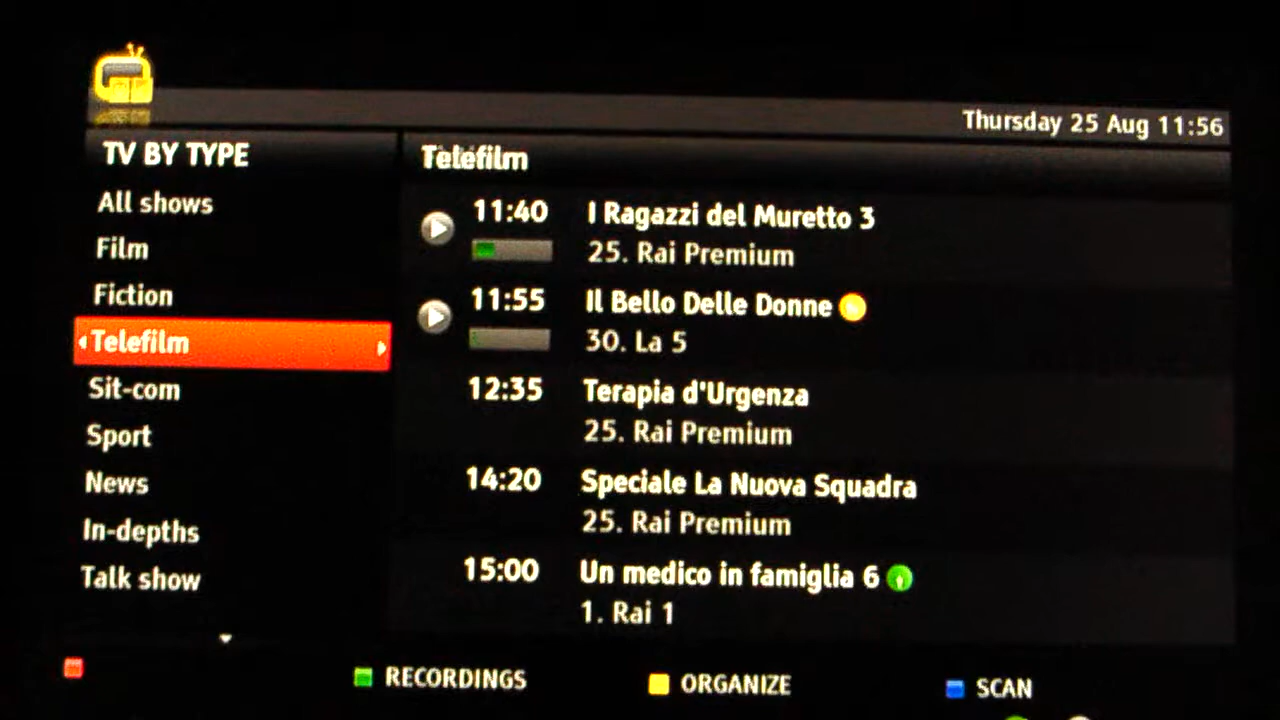 Thursday 25 Aug 11:56
TV BY TYPE
All shows
Film
Fiction
Telefilm
Sit-com
Sport
News
In-depths
Talk show
Telefilm
11:40 I Ragazzi del Muretto 3
25. Rai Premium
11:55 Il Bello Delle Donne
30. La 5
12:35 Terapia d'Urgenza
25. Rai Premium
14:20 Speciale La Nuova Squadra
25. Rai Premium
15:00 Un medico in famiglia 6
1. Rai 1
RECORDINGS
ORGANIZE
SCAN